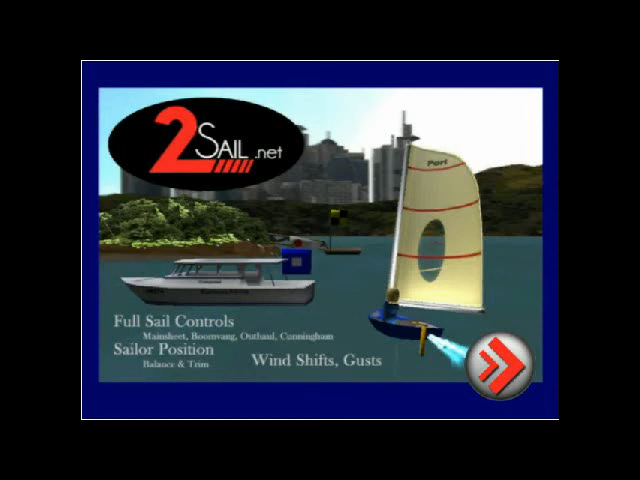 2SAIL.net
Port
Full Sail Controls
Mainsheet, Boomvang, Outhaul, Cunningham
Sailor Position
Balance & Trim
Wind Shifts, Gusts